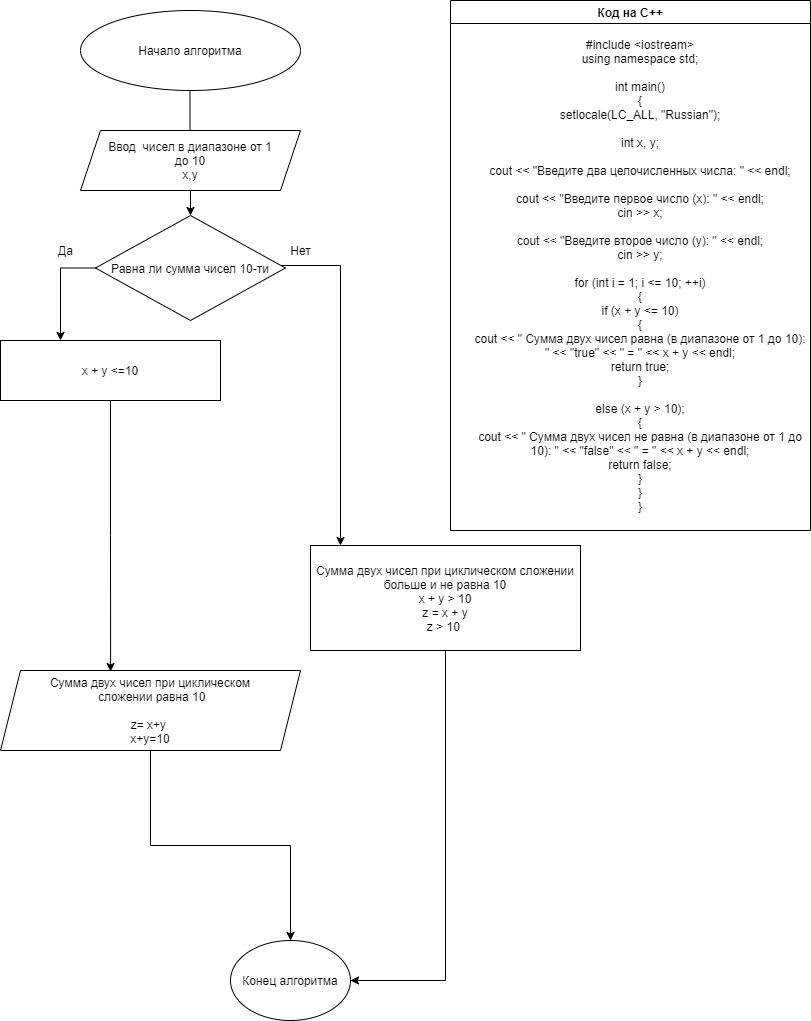 Начало алгоритма
Ввод чисел в диапазоне от 1
до 10
x,y
Равна ли сумма чисел 10-ти
Да
Нет
x + y <=10
Сумма двух чисел при циклическом сложении
больше и не равна 10
x + y > 10
z = x + y
z > 10
Сумма двух чисел при циклическом
сложении равна 10
z= x+y
x+y=10
Конец алгоритма
Код на С++
#include <iostream>
using namespace std;
int main()
{
setlocale(LC_ALL, "Russian");
int x, y;
cout << "Введите два целочисленных числа: " << endl;
cout << "Введите первое число (x): " << endl;
cin >> x;
cout << "Введите второе число (y): " << endl;
cin >> y;
for (int i = 1; i <= 10; ++i)
{
if (x + y <= 10)
{
cout << " Сумма двух чисел равна (в диапазоне от 1 до 10):
" << "true" << " = " << x + y << endl;
return true;
}
else (x + y > 10);
{
cout << " Сумма двух чисел не равна (в диапазоне от 1 до
10): " << "false" << " = " << x + y << endl;
return false;
}
}
}